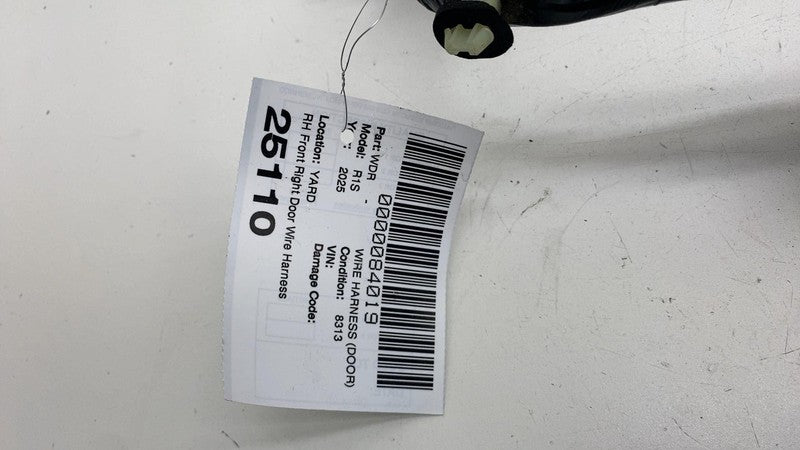 0000084019
Part: WDR - WIRE HARNESS (DOOR)
Model: R1S Condition: 8313
2025 VIN:
Damage Code:
Location: YARD
RH Front Right Door Wire Harness
25110